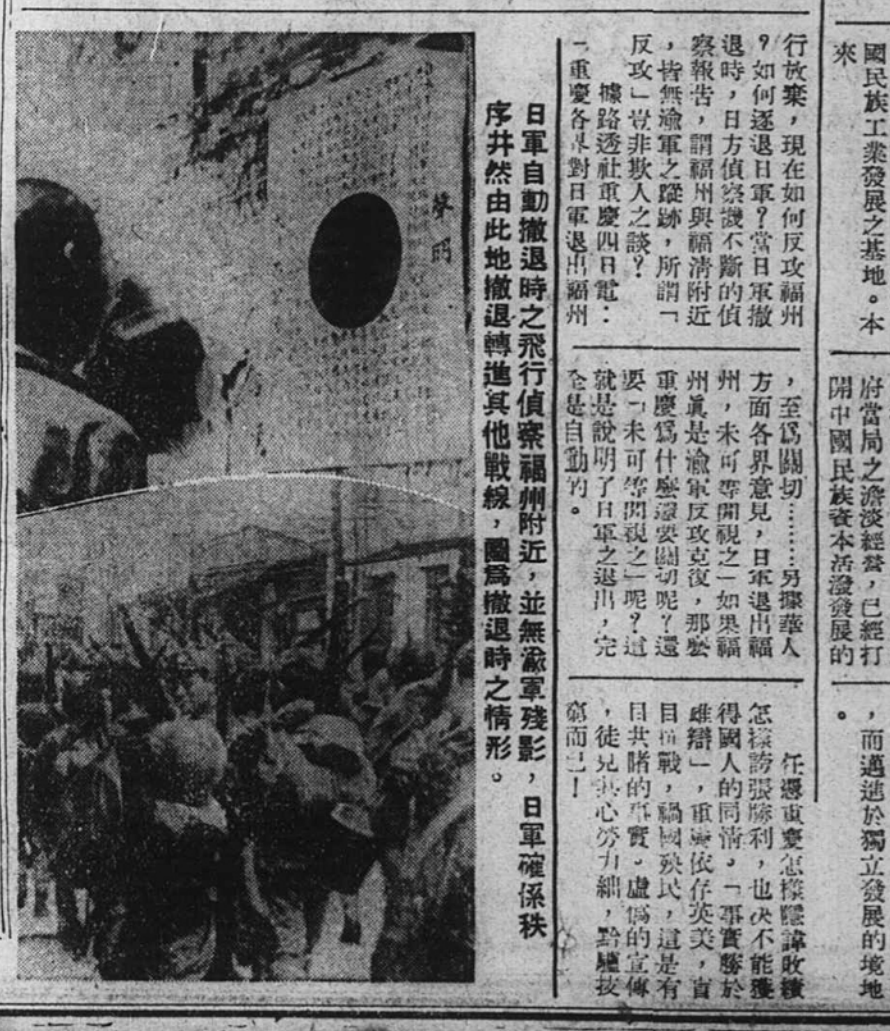 國民族工業發展之基地。本
來
府當局之澹淡經營,已經打
開中國民族資本活潑發展的
,而邁進於獨立發展的境地
。
行放棄,現在如何反攻福州
?如何逐退日軍?當日軍撤
退時,日方偵察機不斷的偵
察報告,謂福州與福清附近
,皆無渝軍之蹤跡,所謂「
反攻」豈非欺人之談?
據路透社重慶四日電:
「重慶各界對日軍退出福州
,至爲關切………另據華人
方面各界意見,日軍退出福
州,未可等閒視之」如果福
州眞是渝軍反攻克復,那麽
重慶爲什麽還要關切呢?還
要「未可等閒視之」呢?這
就是說明了日軍之退出,完
全是自動的。
任憑重慶怎樣隱諱敗績
怎樣誇張勝利,也決不能獲
得國人的同情。「事實勝於
雄辯」,重慶依存英美,盲
目抗戰,禍國殃民,這是有
目共睹的事實。虛僞的宣傳
,徒見其心勞力絀,黔驢技
窮而已!
日軍自動撤退時之飛行偵察福州附近,並無渝軍殘影,日軍確係秩
序井然由此地撤退轉進其他戰線,圖爲撤退時之情形。
聲明